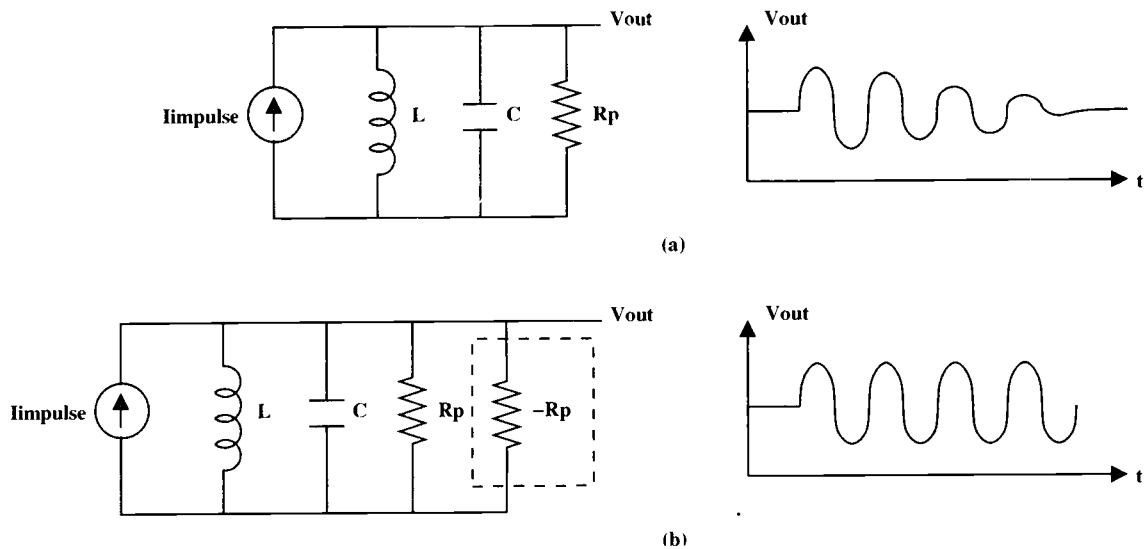 Vout
Iimpulse
L
C
Rp
Vout
t
(a)
Vout
Iimpulse
L
C
Rp
−Rp
Vout
t
(b)